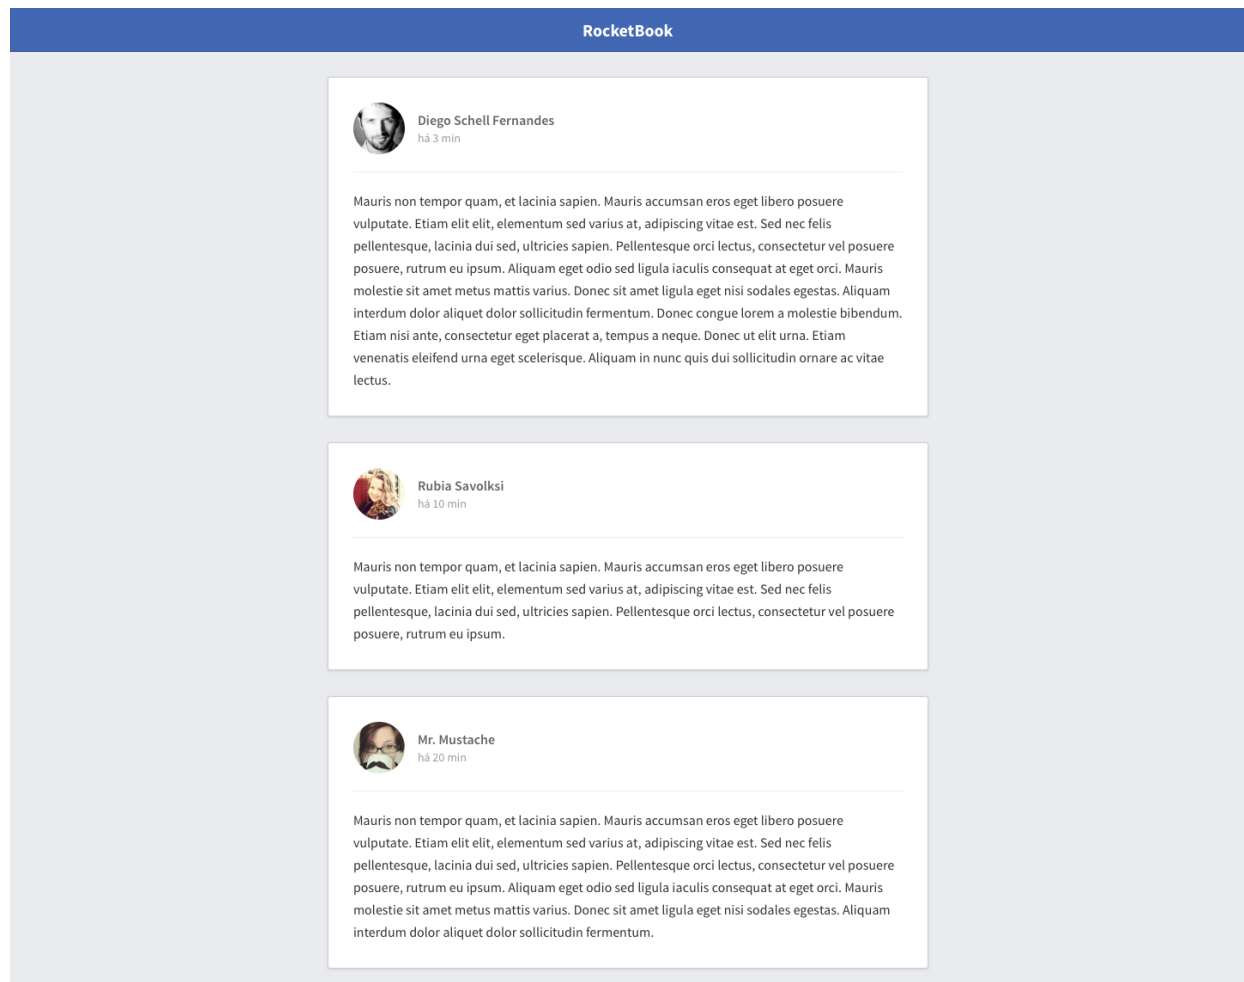 RocketBook
Diego Schell Fernandes
há 3 min
Mauris non tempor quam, et lacinia sapien. Mauris accumsan eros eget libero posuere
vulputate. Etiam elit elit, elementum sed varius at, adipiscing vitae est. Sed nec felis
pellentesque, lacinia dui sed, ultricies sapien. Pellentesque orci lectus, consectetur vel posuere
posuere, rutrum eu ipsum. Aliquam eget odio sed ligula iaculis consequat at eget orci. Mauris
molestie sit amet metus mattis varius. Donec sit amet ligula eget nisi sodales egestas. Aliquam
interdum dolor aliquet dolor sollicitudin fermentum. Donec congue lorem a molestie bibendum.
Etiam nisi ante, consectetur eget placerat a, tempus a neque. Donec ut elit urna. Etiam
venenatis eleifend urna eget scelerisque. Aliquam in nunc quis dui sollicitudin ornare ac vitae
lectus.
Rubia Savolksi
há 10 min
Mauris non tempor quam, et lacinia sapien. Mauris accumsan eros eget libero posuere
vulputate. Etiam elit elit, elementum sed varius at, adipiscing vitae est. Sed nec felis
pellentesque, lacinia dui sed, ultricies sapien. Pellentesque orci lectus, consectetur vel posuere
posuere, rutrum eu ipsum.
Mr. Mustache
há 20 min
Mauris non tempor quam, et lacinia sapien. Mauris accumsan eros eget libero posuere
vulputate. Etiam elit elit, elementum sed varius at, adipiscing vitae est. Sed nec felis
pellentesque, lacinia dui sed, ultricies sapien. Pellentesque orci lectus, consectetur vel posuere
posuere, rutrum eu ipsum. Aliquam eget odio sed ligula iaculis consequat at eget orci. Mauris
molestie sit amet metus mattis varius. Donec sit amet ligula eget nisi sodales egestas. Aliquam
interdum dolor aliquet dolor sollicitudin fermentum.